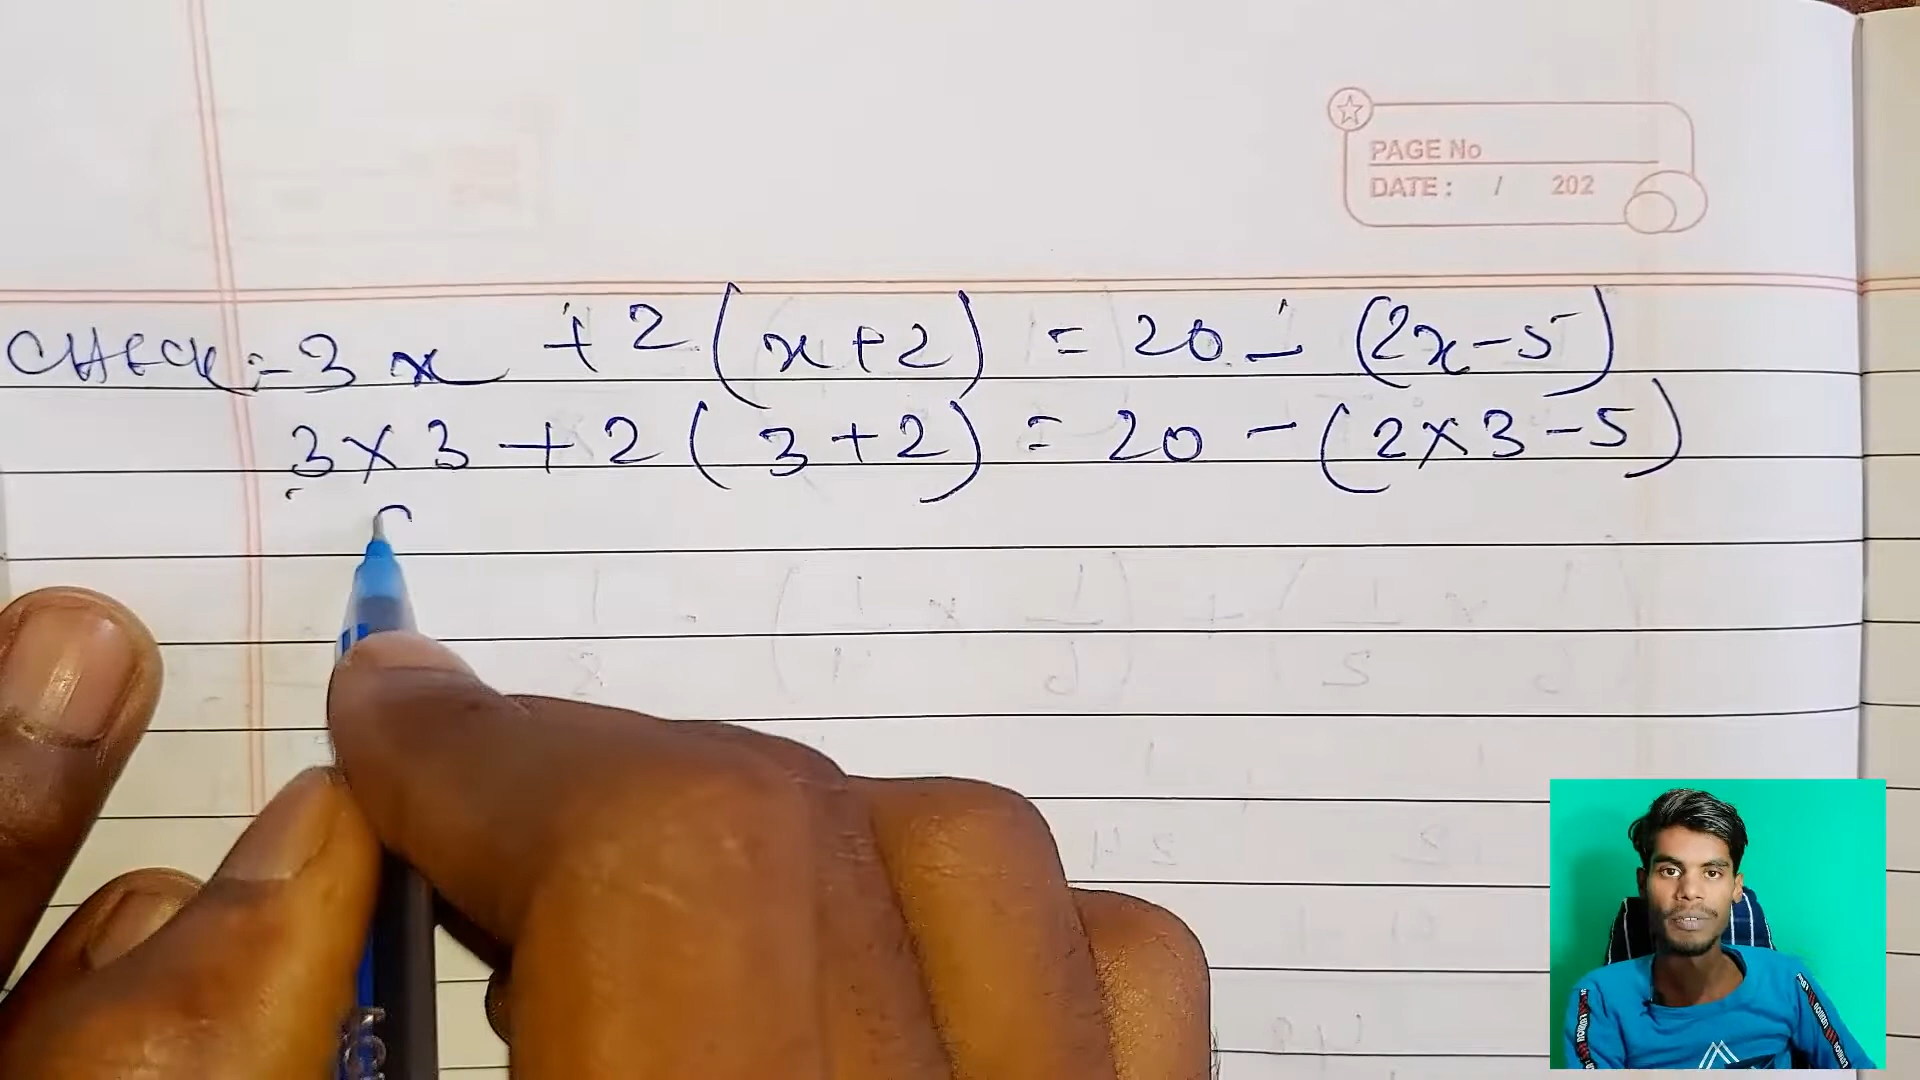 PAGE No
DATE : / 202
CHECK:- 3x + 2(x+2) = 20 - (2x-5)
3×3 + 2(3+2) = 20 - (2×3-5)